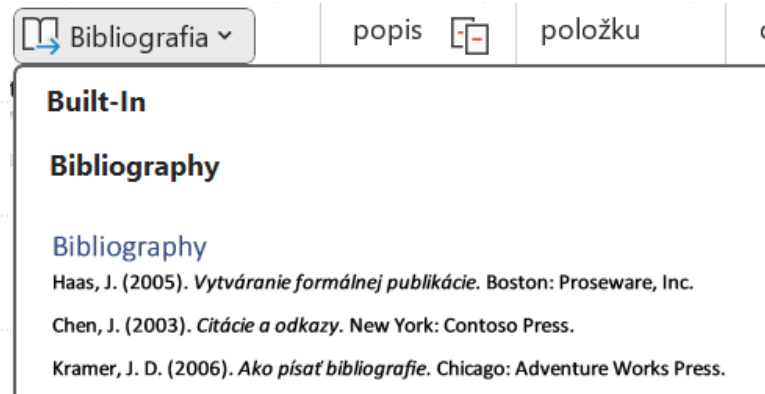 Bibliografia popis položku
Built-In
Bibliography
Bibliography
Haas, J. (2005). Vytváranie formálnej publikácie. Boston: Proseware, Inc.
Chen, J. (2003). Citácie a odkazy. New York: Contoso Press.
Kramer, J. D. (2006). Ako písať bibliografie. Chicago: Adventure Works Press.